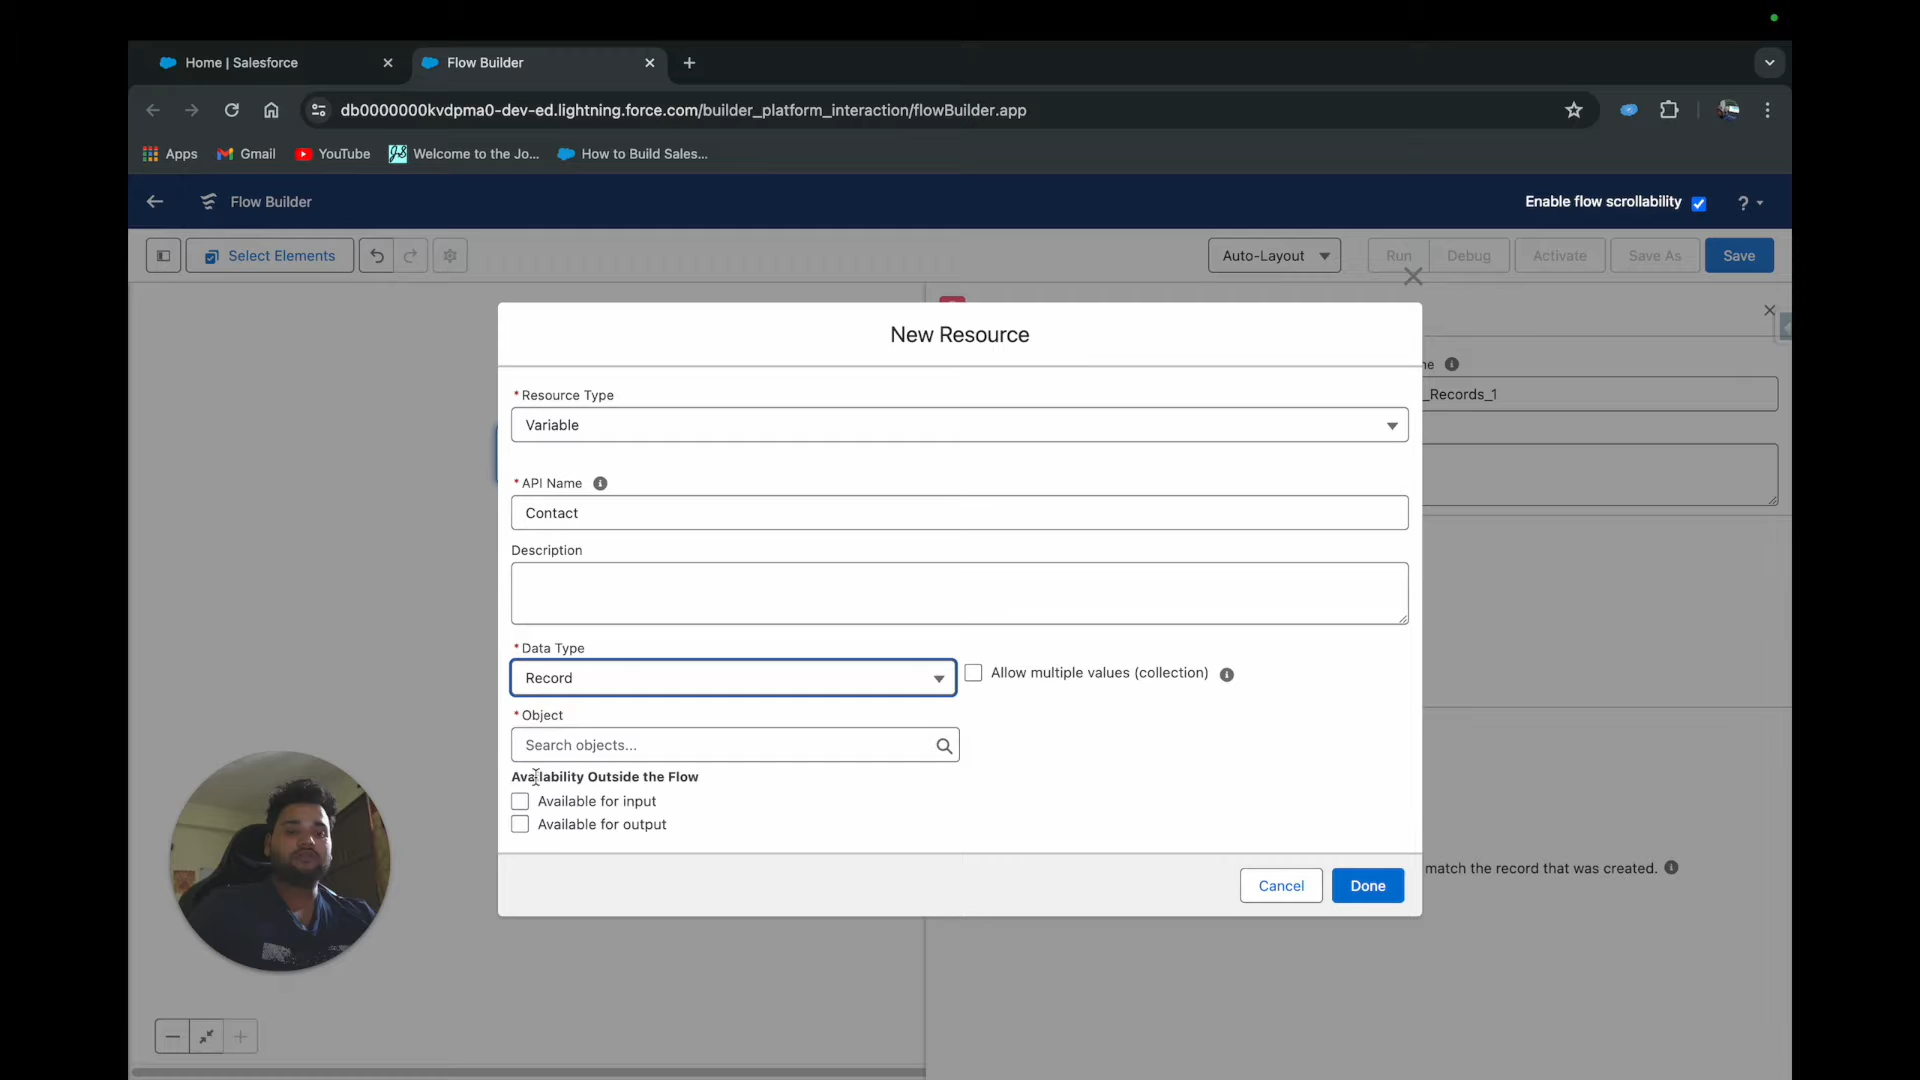 Home | Salesforce
Flow Builder
db0000000kvdpma0-dev-ed.lightning.force.com/builder_platform_interaction/flowBuilder.app
Apps
Gmail
YouTube
Welcome to the Jo...
How to Build Sales...
Flow Builder
Enable flow scrollability
?
Select Elements
Auto-Layout
Run
Debug
Activate
Save As
Save
New Resource
* Resource Type
Variable
* API Name
Contact
Description
* Data Type
Record
Allow multiple values (collection)
* Object
Search objects...
Availability Outside the Flow
Available for input
Available for output
Cancel
Done
_Records_1
match the record that was created.